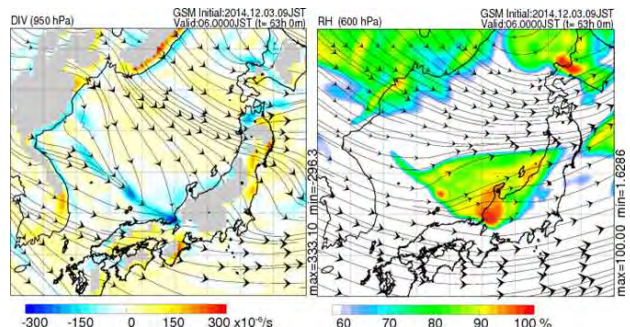 DIV (950 hPa)
GSM Initial:2014.12.03.09JST
Valid:06.0000JST (t= 63h 0m)
max=333.10 min=-296.3
-300 -150 0 150 300 x10⁻⁶/s
RH (600 hPa)
GSM Initial:2014.12.03.09JST
Valid:06.0000JST (t= 63h 0m)
max=100.00 min=1.6286
60 70 80 90 100 %